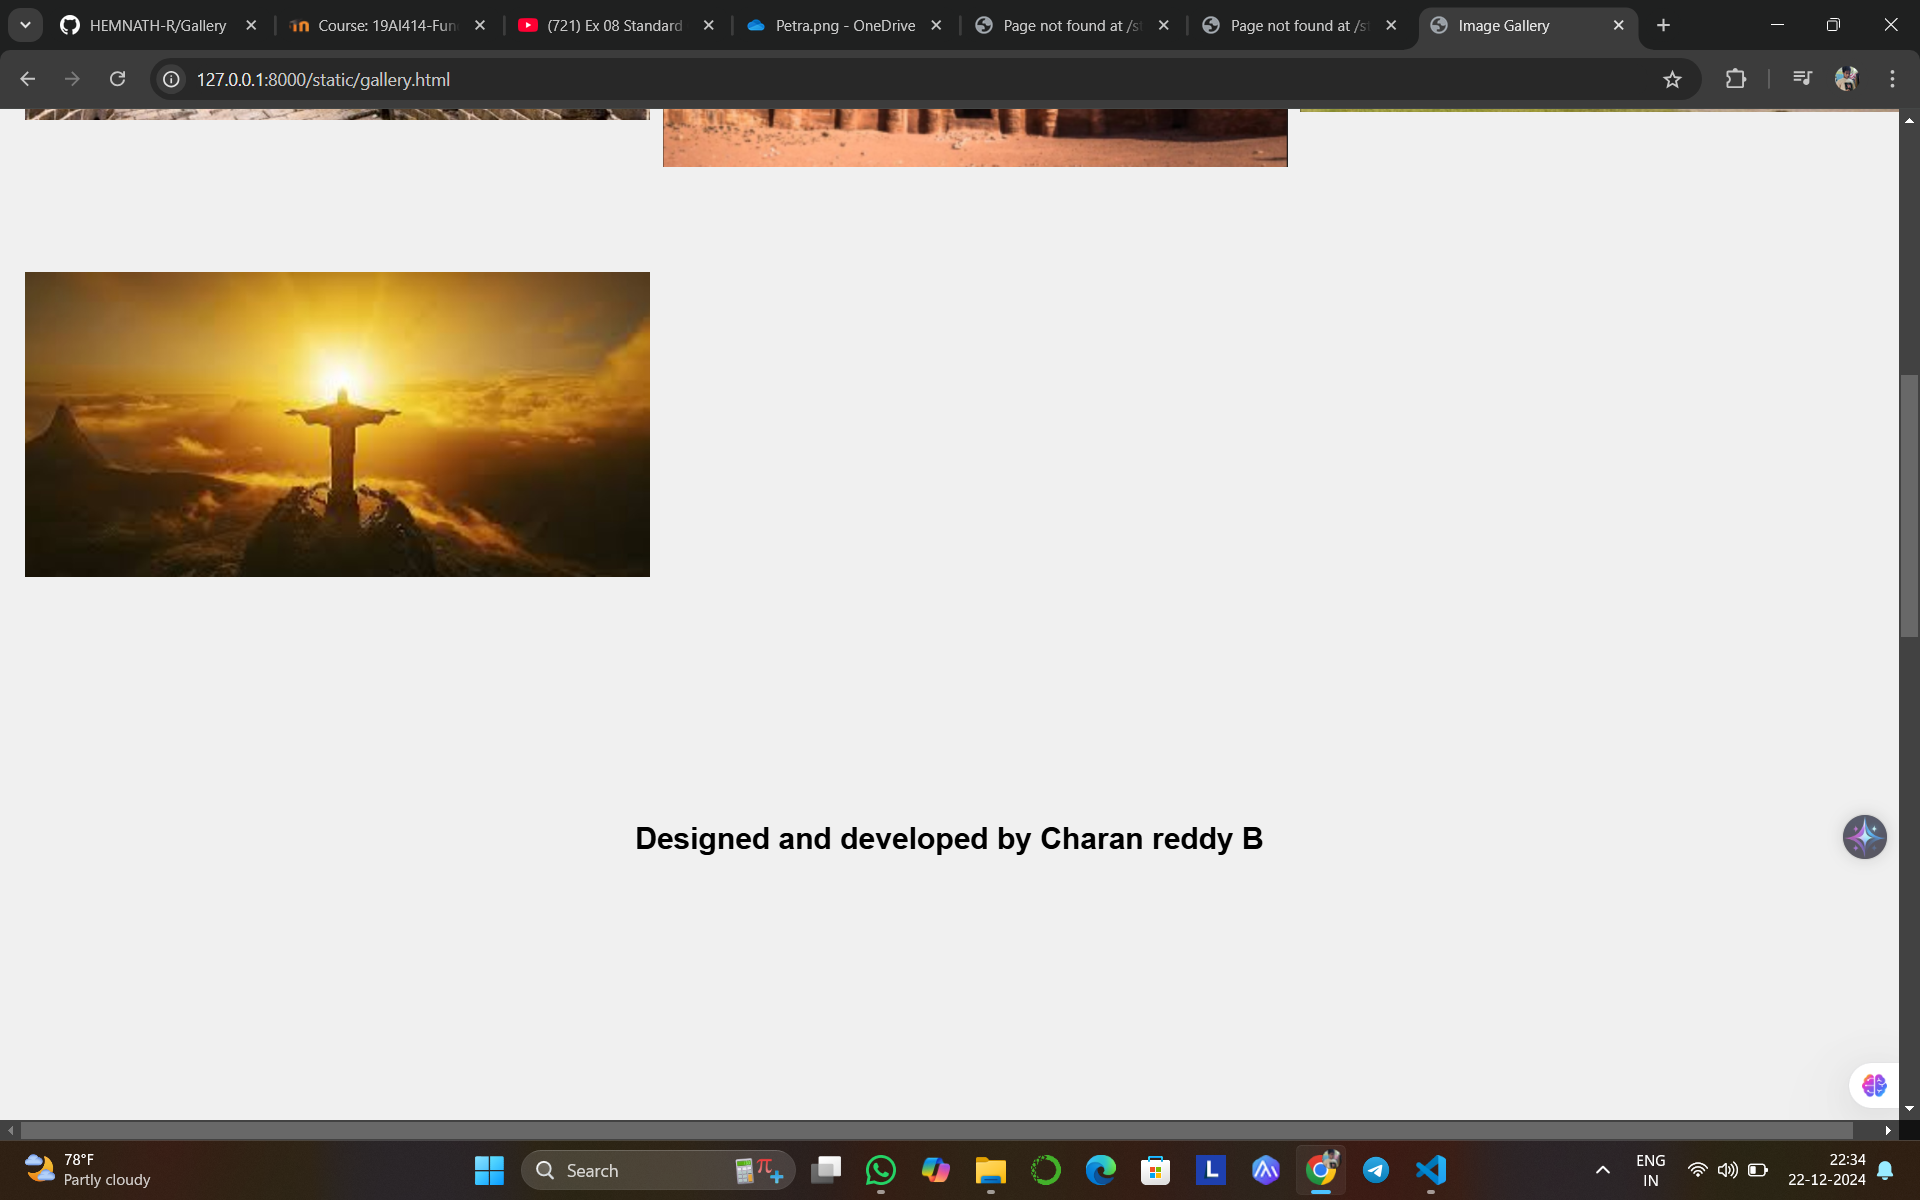 HEMNATH-R/Gallery
Course: 19AI414-Fun
(721) Ex 08 Standard
Petra.png - OneDrive
Page not found at /st
Page not found at /st
Image Gallery
127.0.0.1:8000/static/gallery.html
Designed and developed by Charan reddy B
78°F
Partly cloudy
Search
L
ENG
IN
22:34
22-12-2024